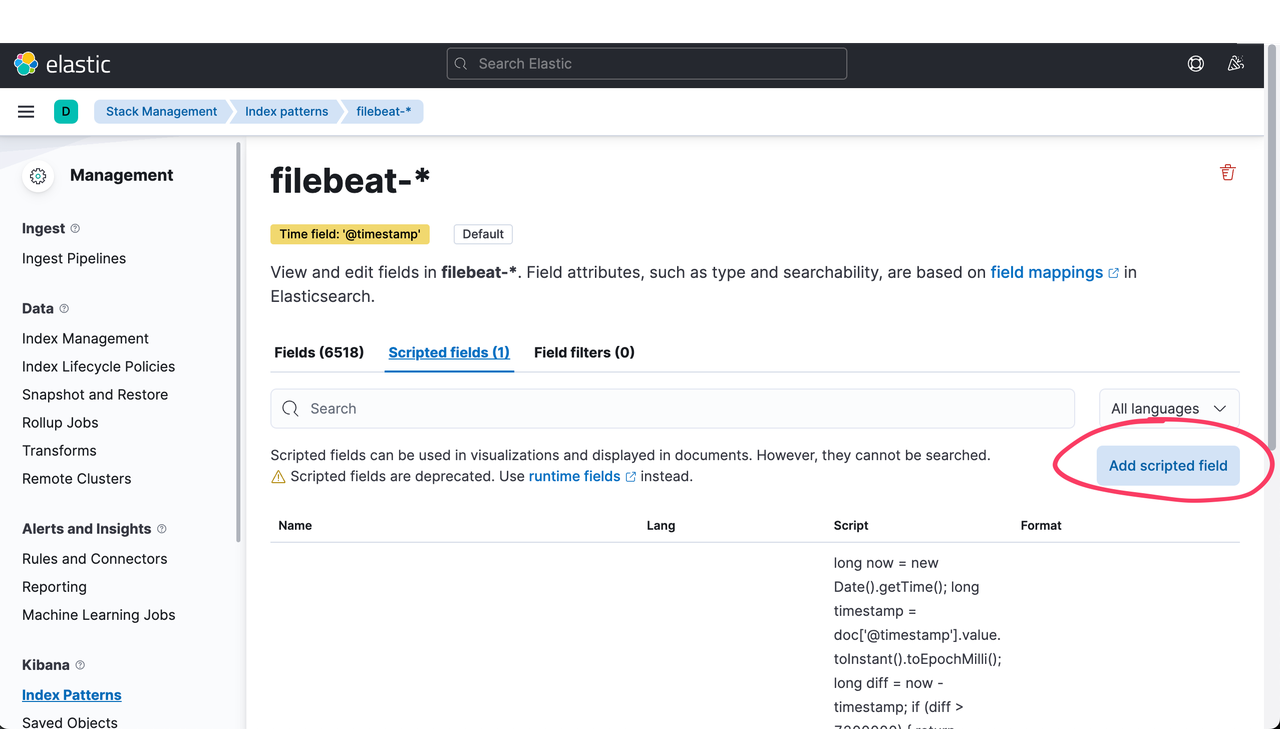 elastic
Search Elastic
D
Stack Management
Index patterns
filebeat-*
Management
Ingest
Ingest Pipelines
Data
Index Management
Index Lifecycle Policies
Snapshot and Restore
Rollup Jobs
Transforms
Remote Clusters
Alerts and Insights
Rules and Connectors
Reporting
Machine Learning Jobs
Kibana
Index Patterns
Saved Objects
filebeat-*
Time field: '@timestamp'
Default
View and edit fields in filebeat-*. Field attributes, such as type and searchability, are based on field mappings in
Elasticsearch.
Fields (6518)
Scripted fields (1)
Field filters (0)
Search
All languages
Scripted fields can be used in visualizations and displayed in documents. However, they cannot be searched.
Scripted fields are deprecated. Use runtime fields instead.
Add scripted field
Name
Lang
Script
Format
long now = new
Date().getTime(); long
timestamp =
doc['@timestamp'].value.
toInstant().toEpochMilli();
long diff = now -
timestamp; if (diff >